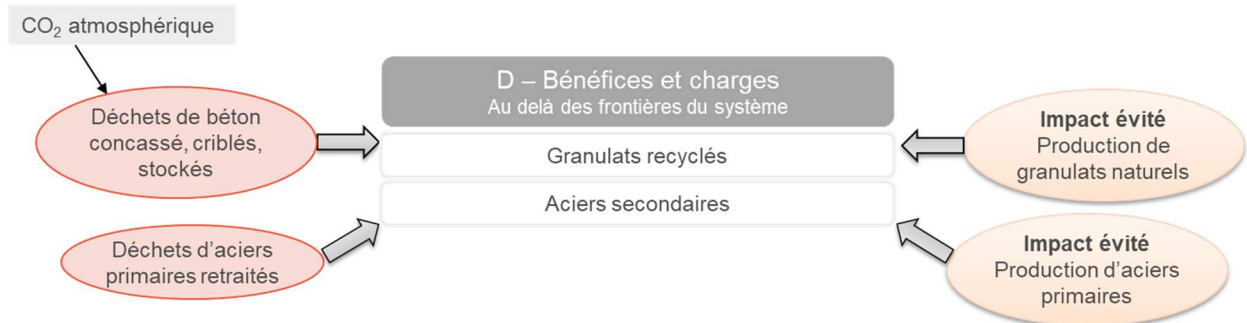 CO₂ atmosphérique
Déchets de béton
concassé, criblés,
stockés
Déchets d'aciers
primaires retraités
D – Bénéfices et charges
Au delà des frontières du système
Granulats recyclés
Aciers secondaires
Impact évité
Production de
granulats naturels
Impact évité
Production d'aciers
primaires